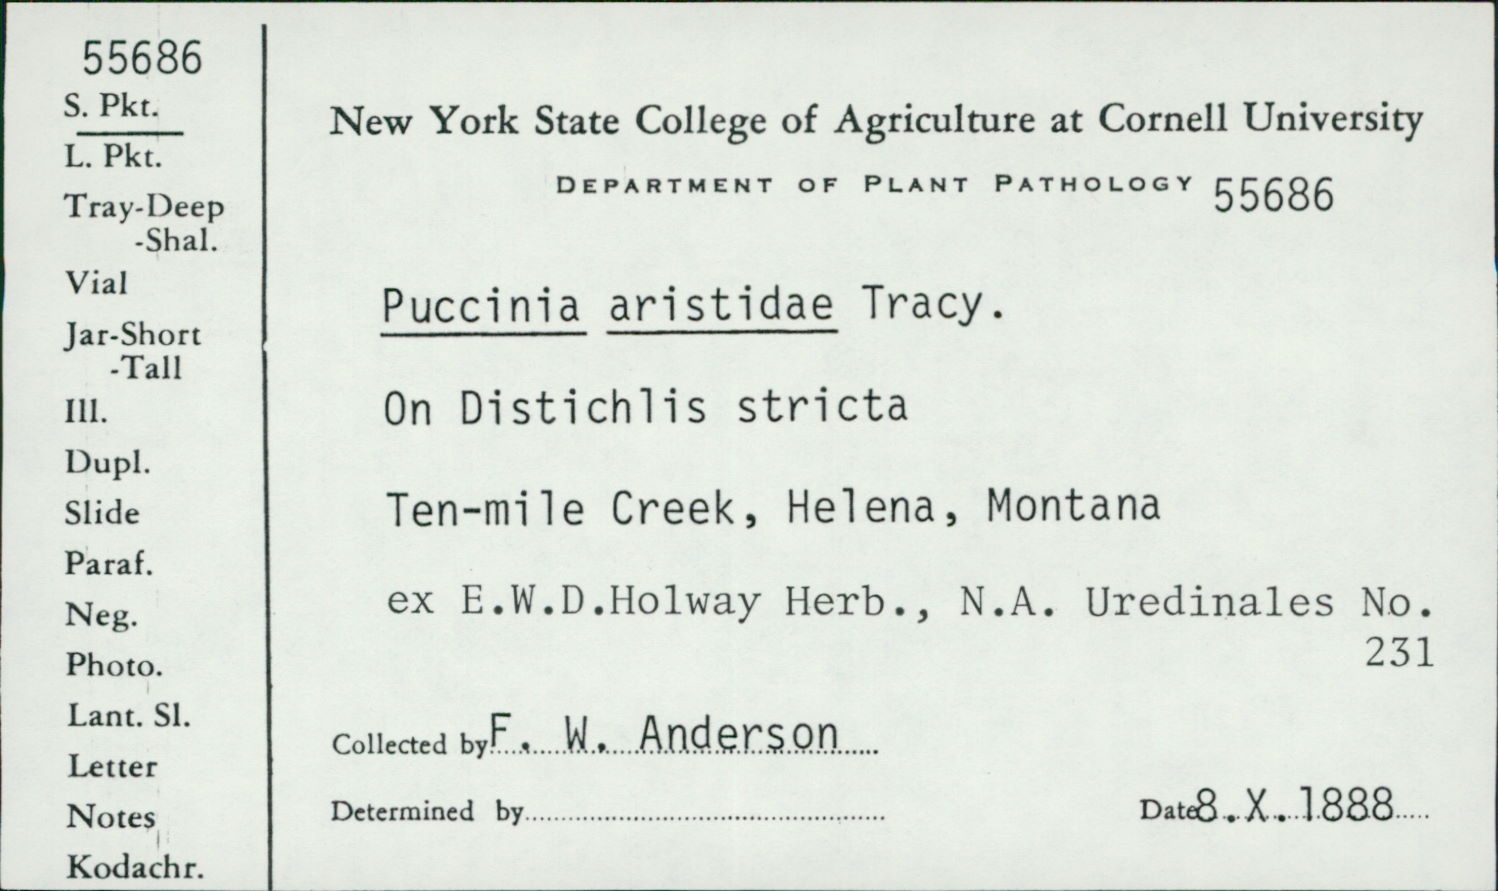 55686
S. Pkt.
L. Pkt.
Tray-Deep
-Shal.
Vial
Jar-Short
-Tall
Ill.
Dupl.
Slide
Paraf.
Neg.
Photo.
Lant. Sl.
Letter
Notes
Kodachr.
New York State College of Agriculture at Cornell University
DEPARTMENT OF PLANT PATHOLOGY 55686
Puccinia aristidae Tracy.
On Distichlis stricta
Ten-mile Creek, Helena, Montana
ex E.W.D.Holway Herb., N.A. Uredinales No.
231
Collected by F. W. Anderson
Determined by
Date 8.X.1888